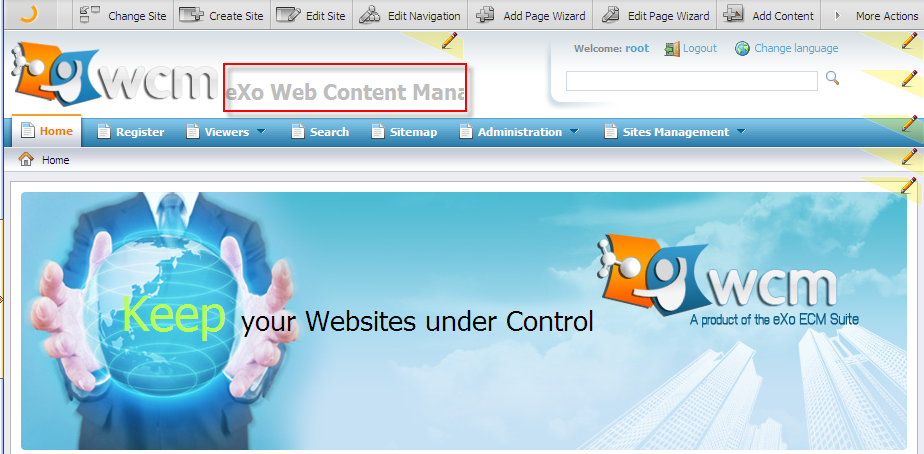 Change Site Create Site Edit Site Edit Navigation Add Page Wizard Edit Page Wizard Add Content More Actions
wcm eXo Web Content Mana
Welcome: root Logout Change language
Home Register Viewers Search Sitemap Administration Sites Management
Home
Keep your Websites under Control
wcm
A product of the eXo ECM Suite